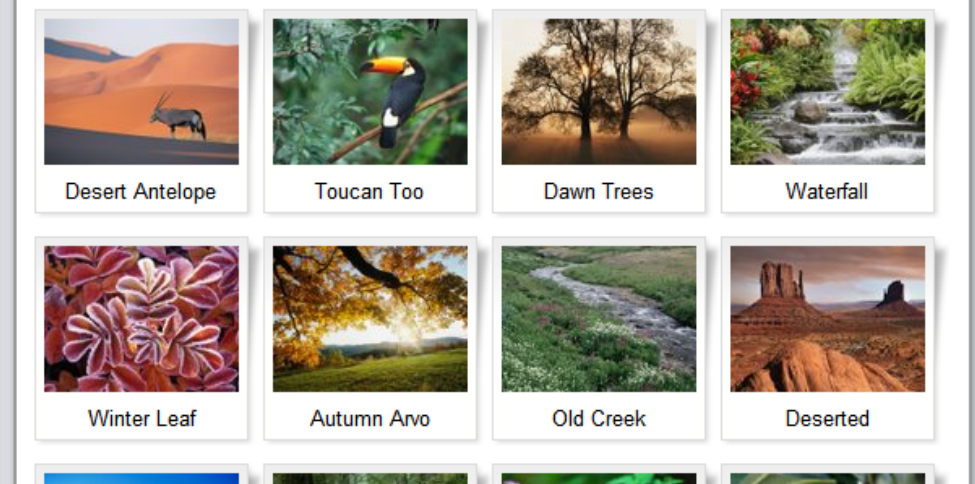 Desert Antelope
Toucan Too
Dawn Trees
Waterfall
Winter Leaf
Autumn Arvo
Old Creek
Deserted